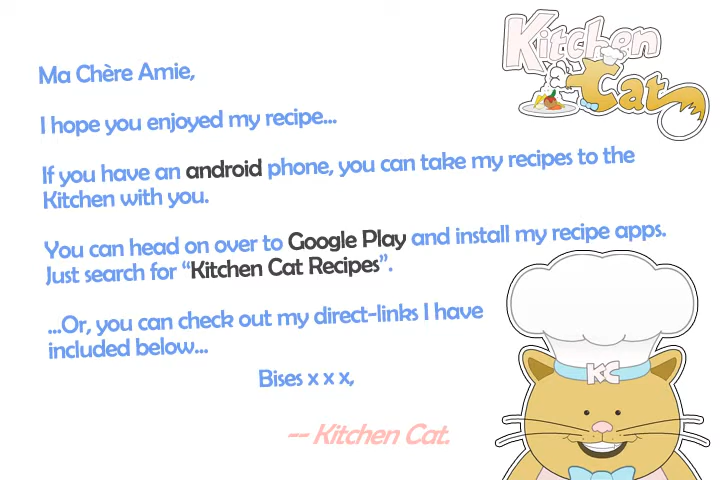 Kitchen
Cat
Ma Chère Amie,
I hope you enjoyed my recipe...
If you have an android phone, you can take my recipes to the
Kitchen with you.
You can head on over to Google Play and install my recipe apps.
Just search for “Kitchen Cat Recipes”.
...Or, you can check out my direct-links I have
included below...
Bises x x x,
-- Kitchen Cat.
KC